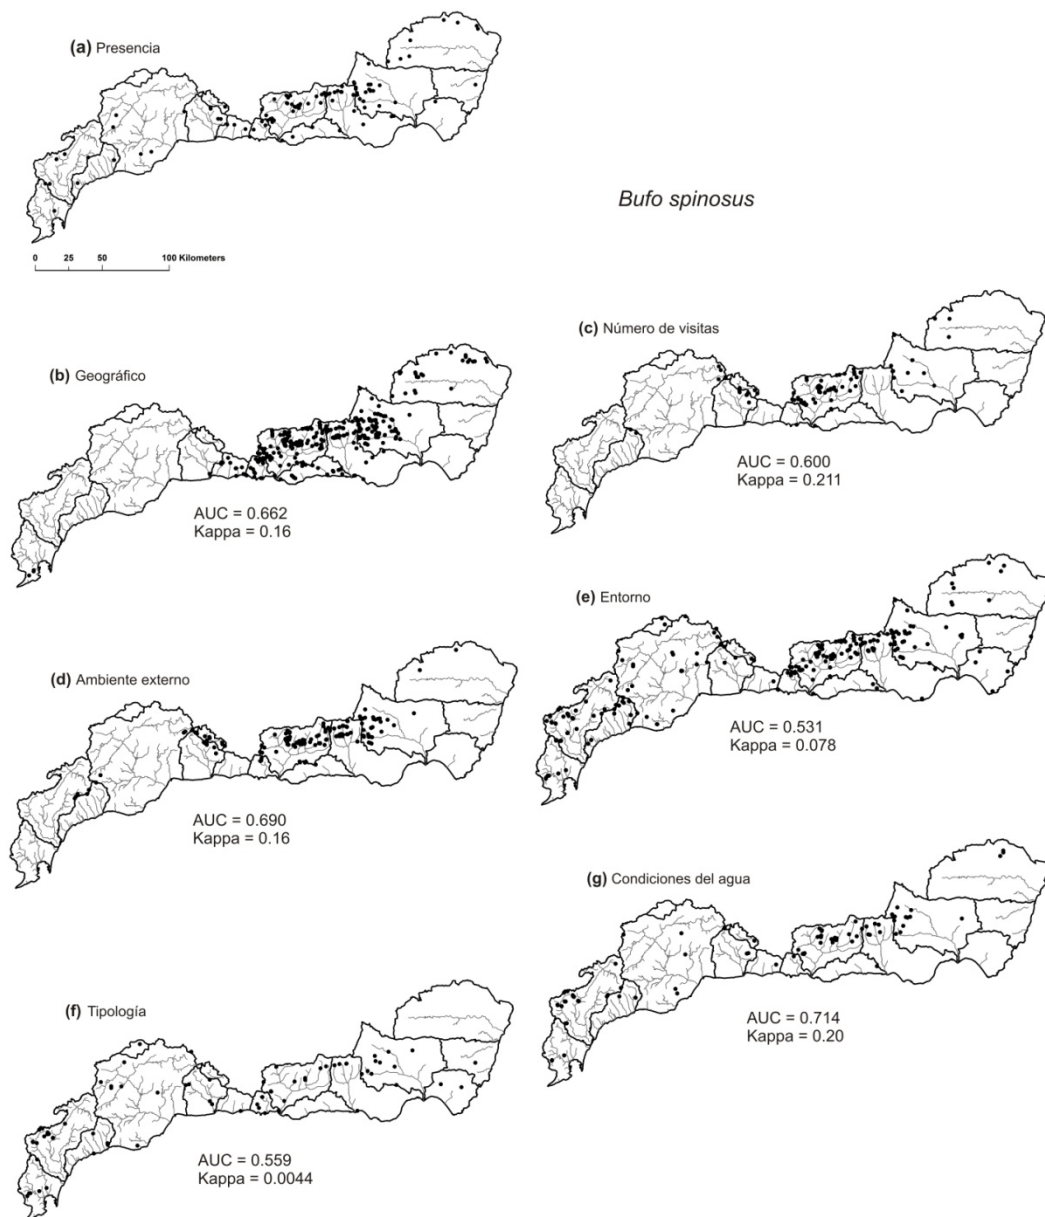 (a) Presencia
Bufo spinosus
0 25 50 100 Kilometers
(b) Geográfico
AUC = 0.662
Kappa = 0.16
(c) Número de visitas
AUC = 0.600
Kappa = 0.211
(d) Ambiente externo
AUC = 0.690
Kappa = 0.16
(e) Entorno
AUC = 0.531
Kappa = 0.078
(f) Tipología
AUC = 0.559
Kappa = 0.0044
(g) Condiciones del agua
AUC = 0.714
Kappa = 0.20